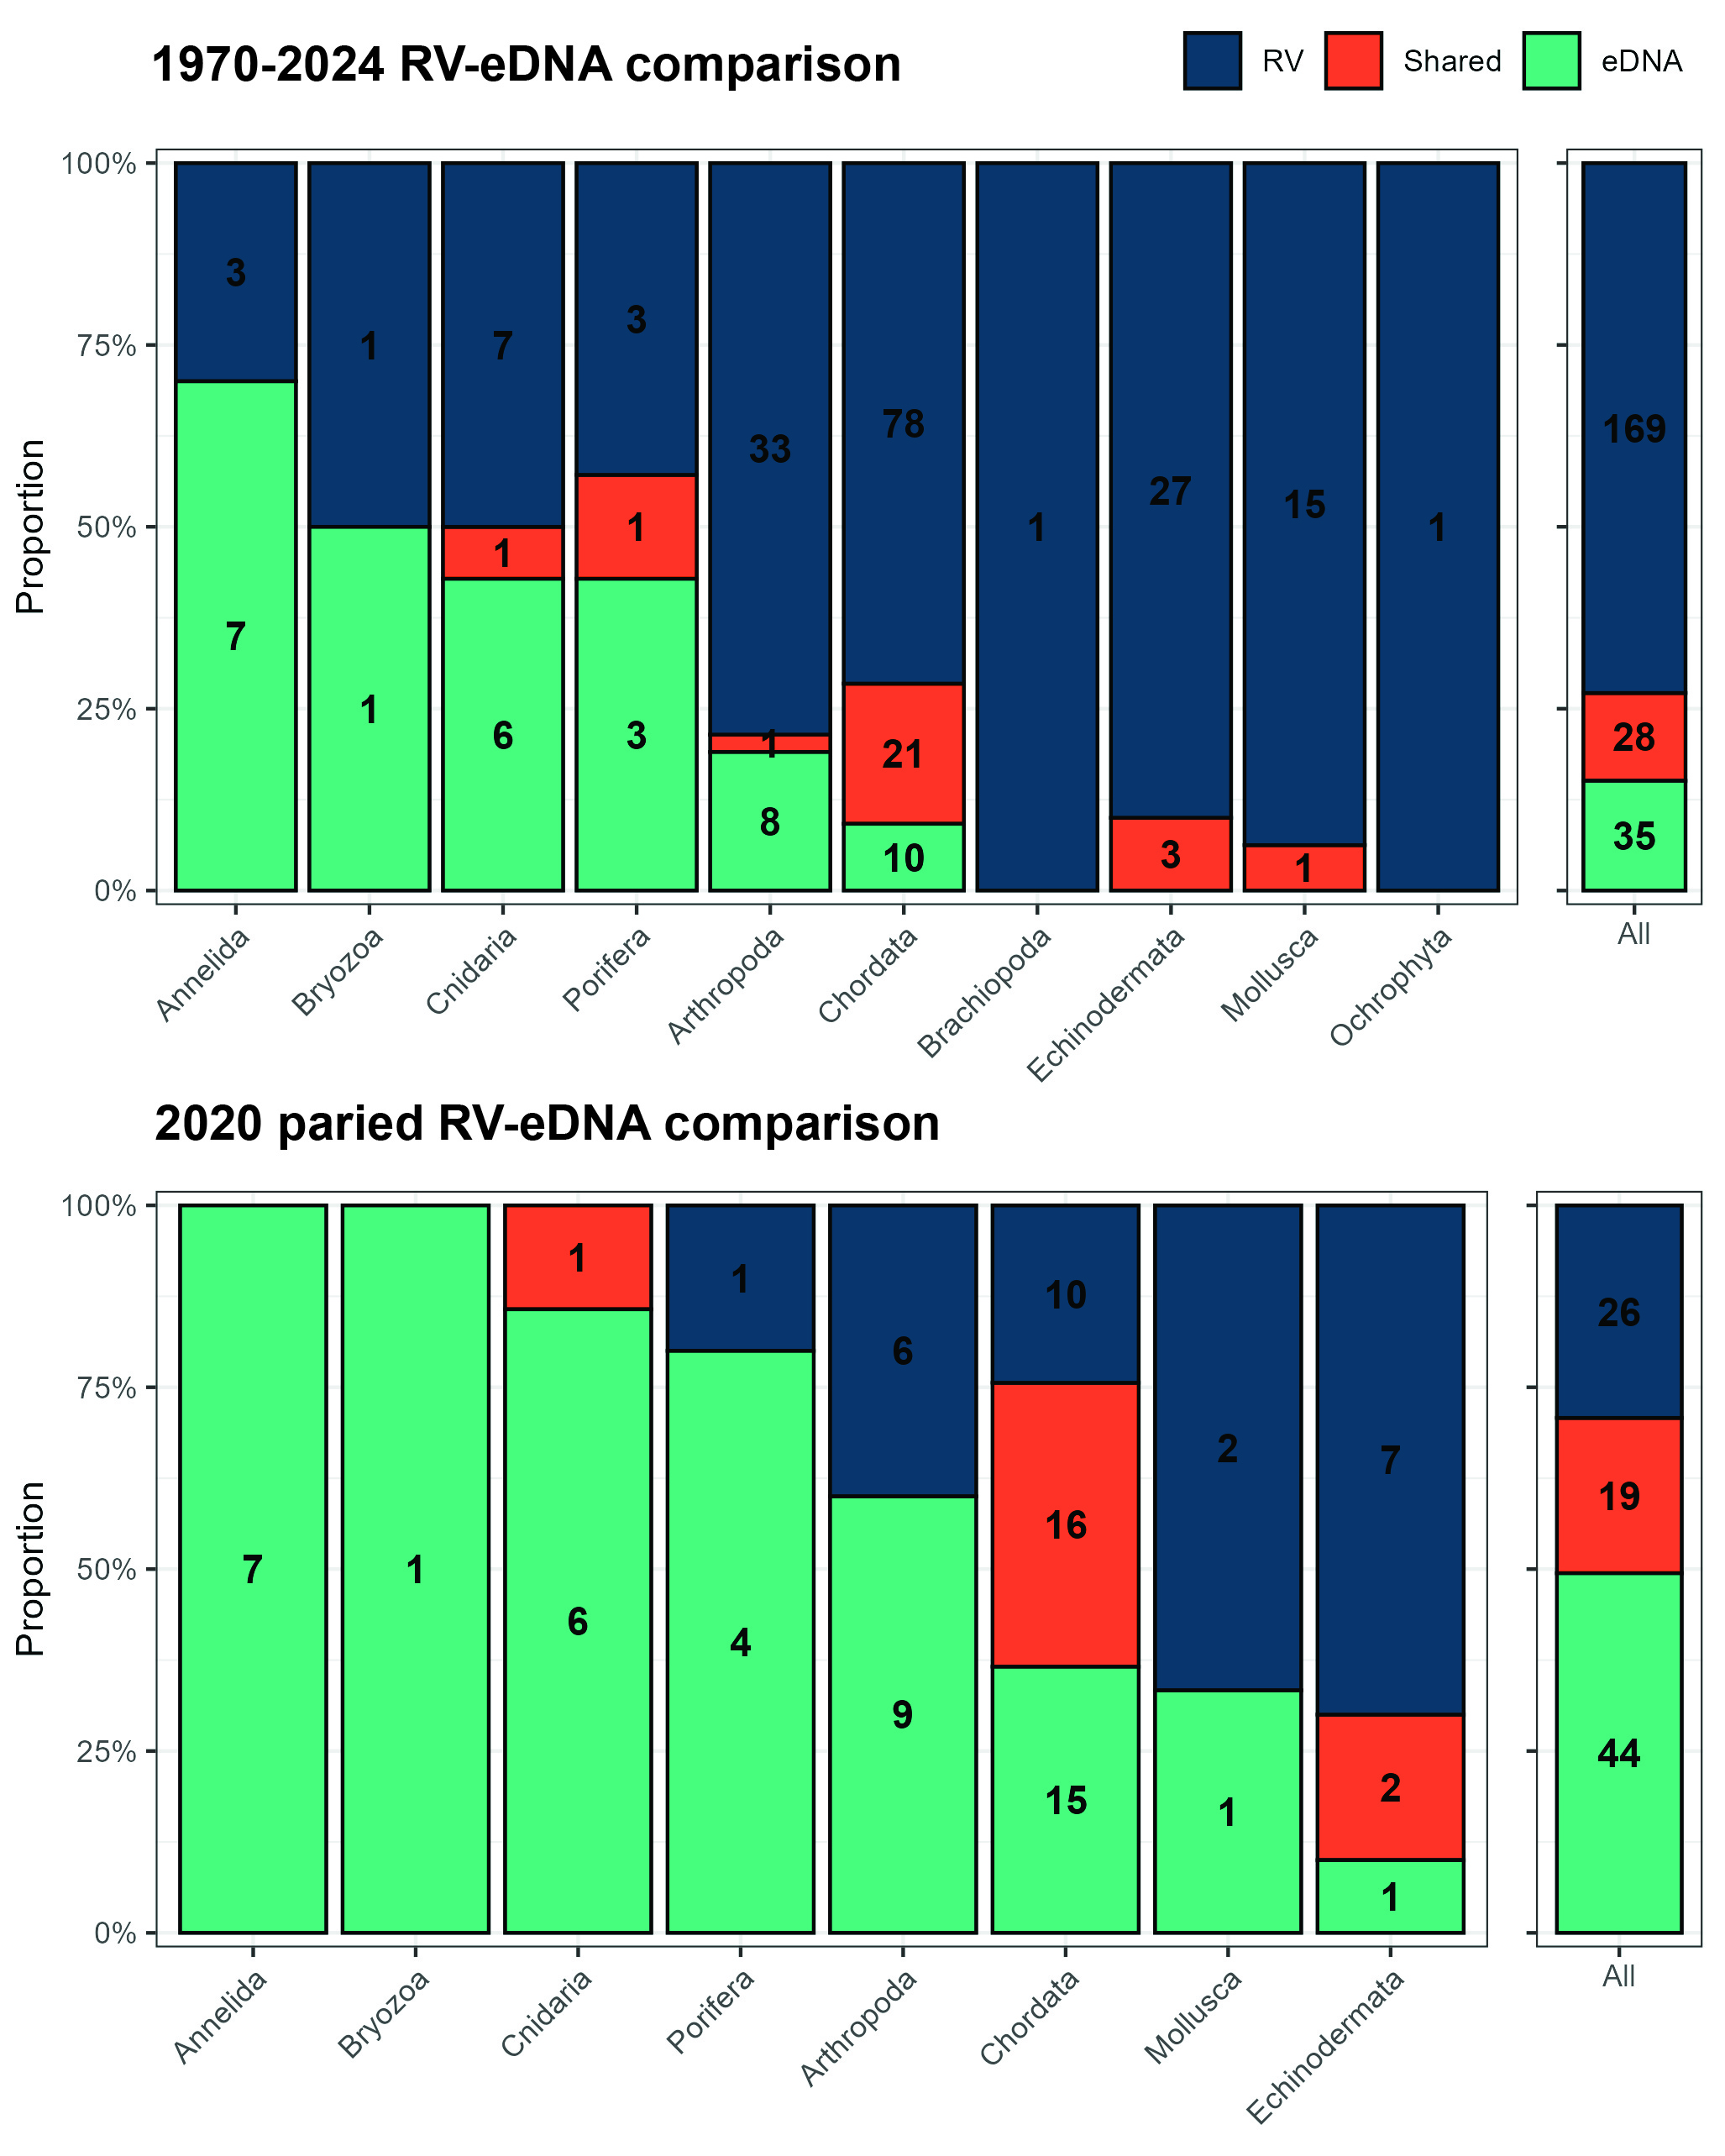 1970-2024 RV-eDNA comparison
RV Shared eDNA
Proportion
100%
75%
50%
25%
0%
3 7
1 1
7 1 6
3 1 3
33 1 8
78 21 10
1
27 3
15 1
1
169 28 35
Annelida Bryozoa Cnidaria Porifera Arthropoda Chordata Brachiopoda Echinodermata Mollusca Ochrophyta All
2020 paried RV-eDNA comparison
Proportion
100%
75%
50%
25%
0%
7
1
1 6
1 4
6 9
10 16 15
2 1
7 2 1
26 19 44
Annelida Bryozoa Cnidaria Porifera Arthropoda Chordata Mollusca Echinodermata All